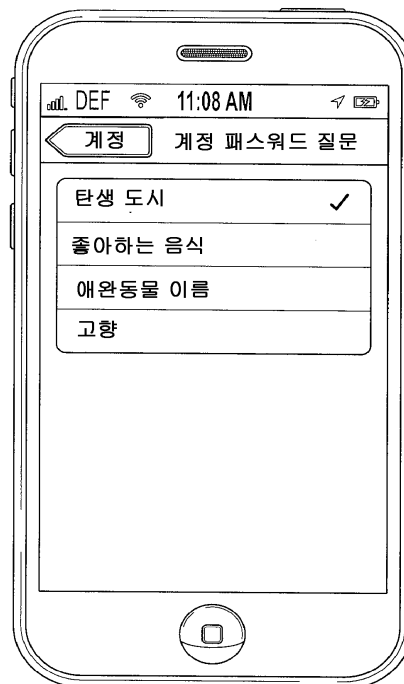 DEF 11:08 AM
계정 계정 패스워드 질문
탄생 도시
좋아하는 음식
애완동물 이름
고향